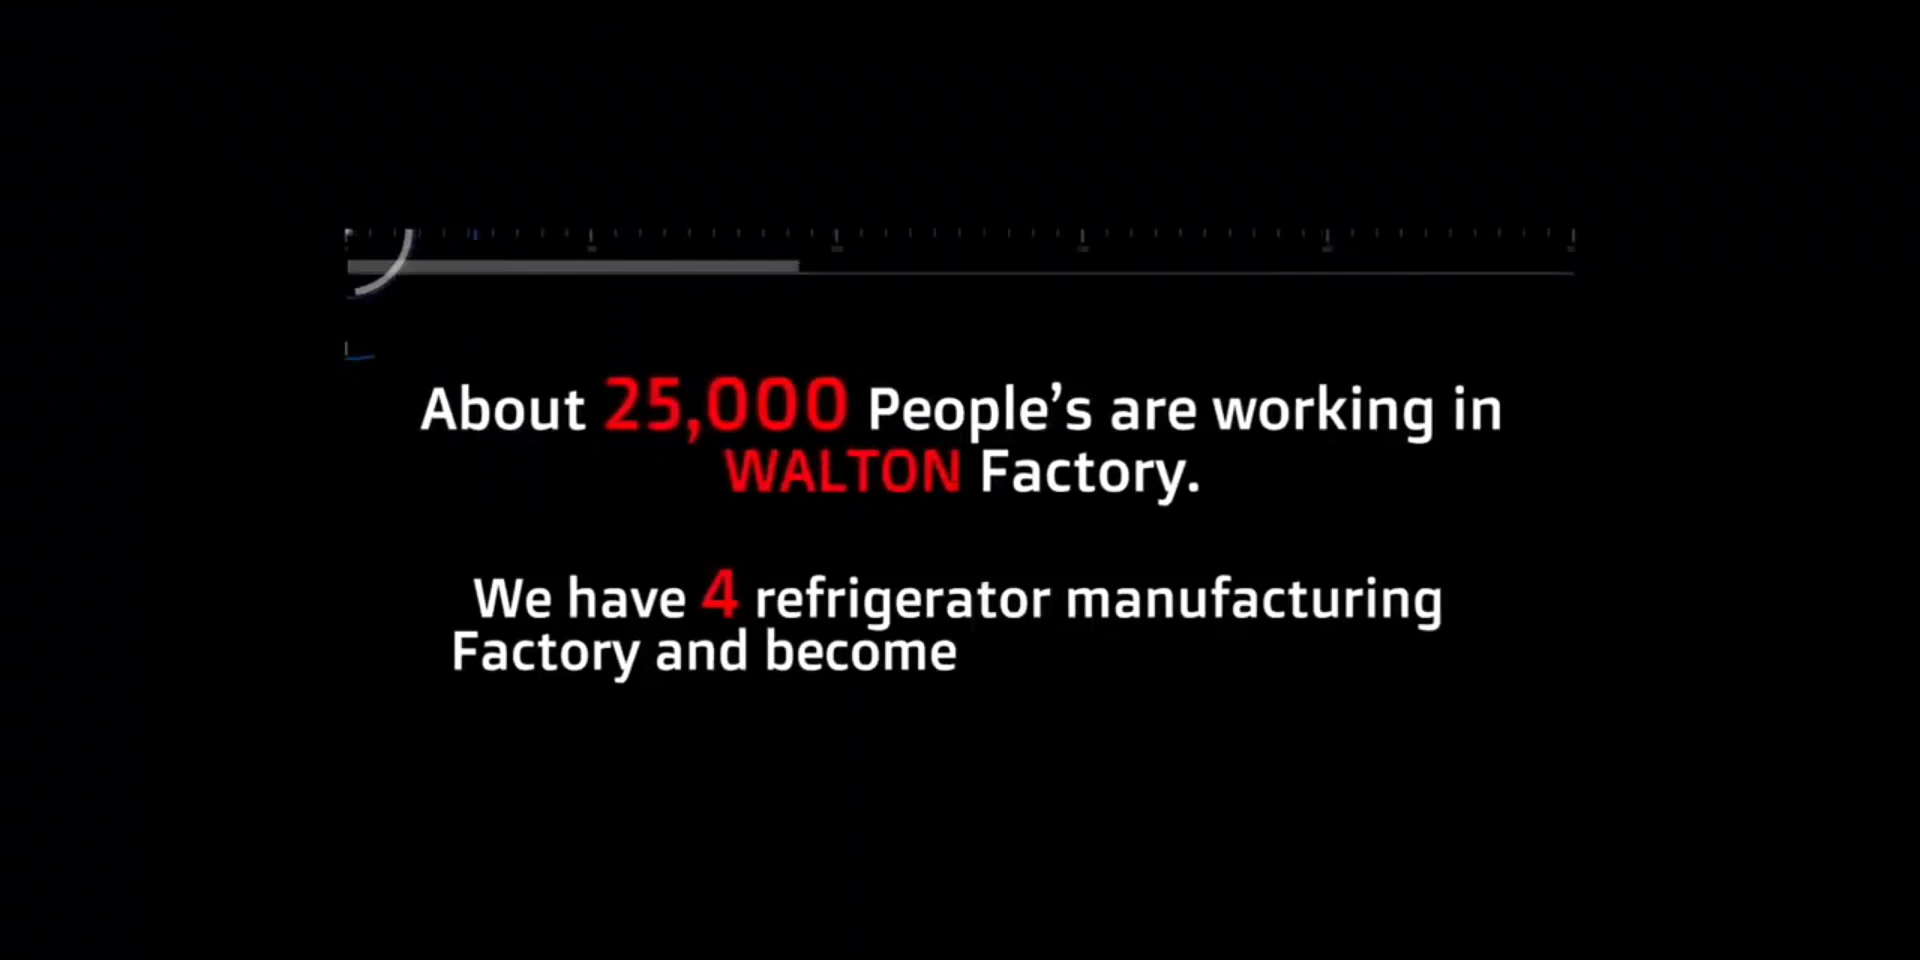 About 25,000 People’s are working in
WALTON Factory.
We have 4 refrigerator manufacturing
Factory and become